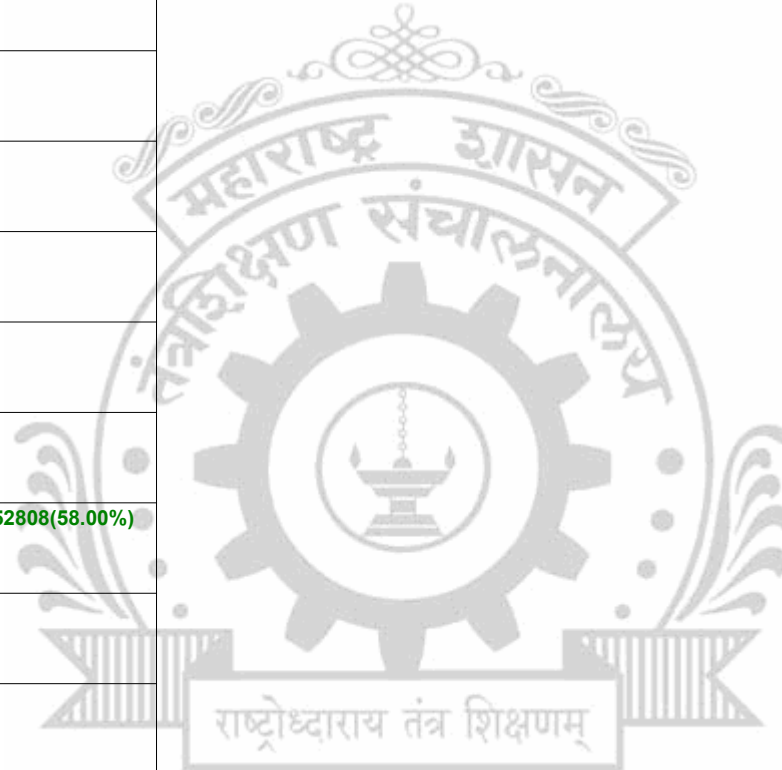 महाराष्ट्र शासन
तंत्रशिक्षण संचालनालय
52808(58.00%)
राष्ट्रोध्दाराय तंत्र शिक्षणम्